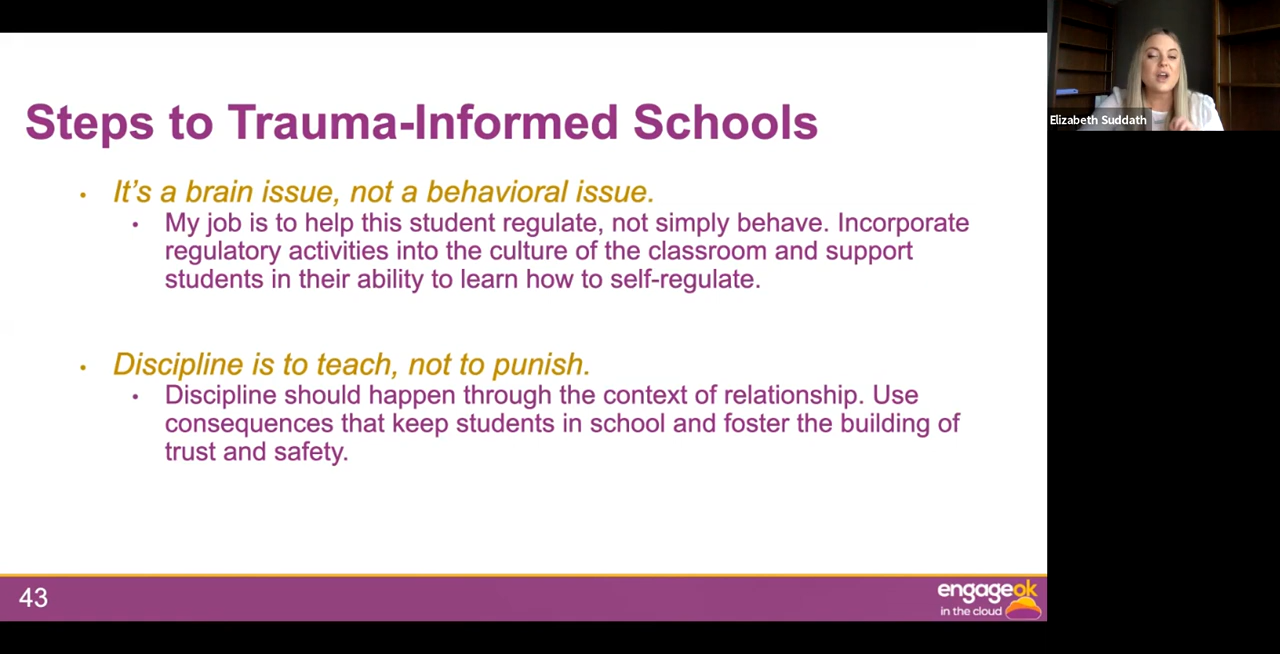 Steps to Trauma-Informed Schools
• It's a brain issue, not a behavioral issue.
• My job is to help this student regulate, not simply behave. Incorporate
regulatory activities into the culture of the classroom and support
students in their ability to learn how to self-regulate.
• Discipline is to teach, not to punish.
• Discipline should happen through the context of relationship. Use
consequences that keep students in school and foster the building of
trust and safety.
43
engageok
in the cloud
Elizabeth Suddath